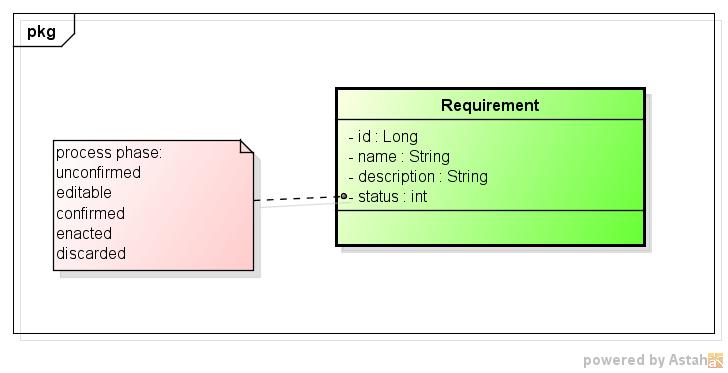 pkg
Requirement
- id : Long
- name : String
- description : String
- status : int
process phase:
unconfirmed
editable
confirmed
enacted
discarded
powered by Astah